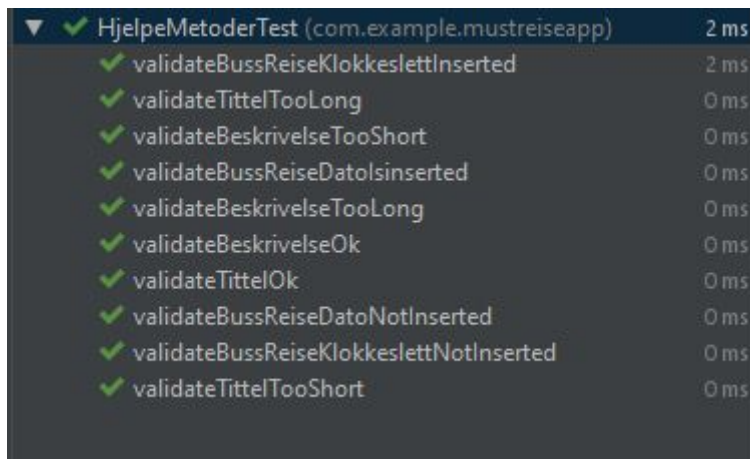 HjelpeMetoderTest (com.example.mustreiseapp) 2 ms
validateBussReiseKlokkeslettInserted 2 ms
validateTittelTooLong 0 ms
validateBeskrivelseTooShort 0 ms
validateBussReiseDatoIsinserted 0 ms
validateBeskrivelseTooLong 0 ms
validateBeskrivelseOk 0 ms
validateTittelOk 0 ms
validateBussReiseDatoNotInserted 0 ms
validateBussReiseKlokkeslettNotInserted 0 ms
validateTittelTooShort 0 ms